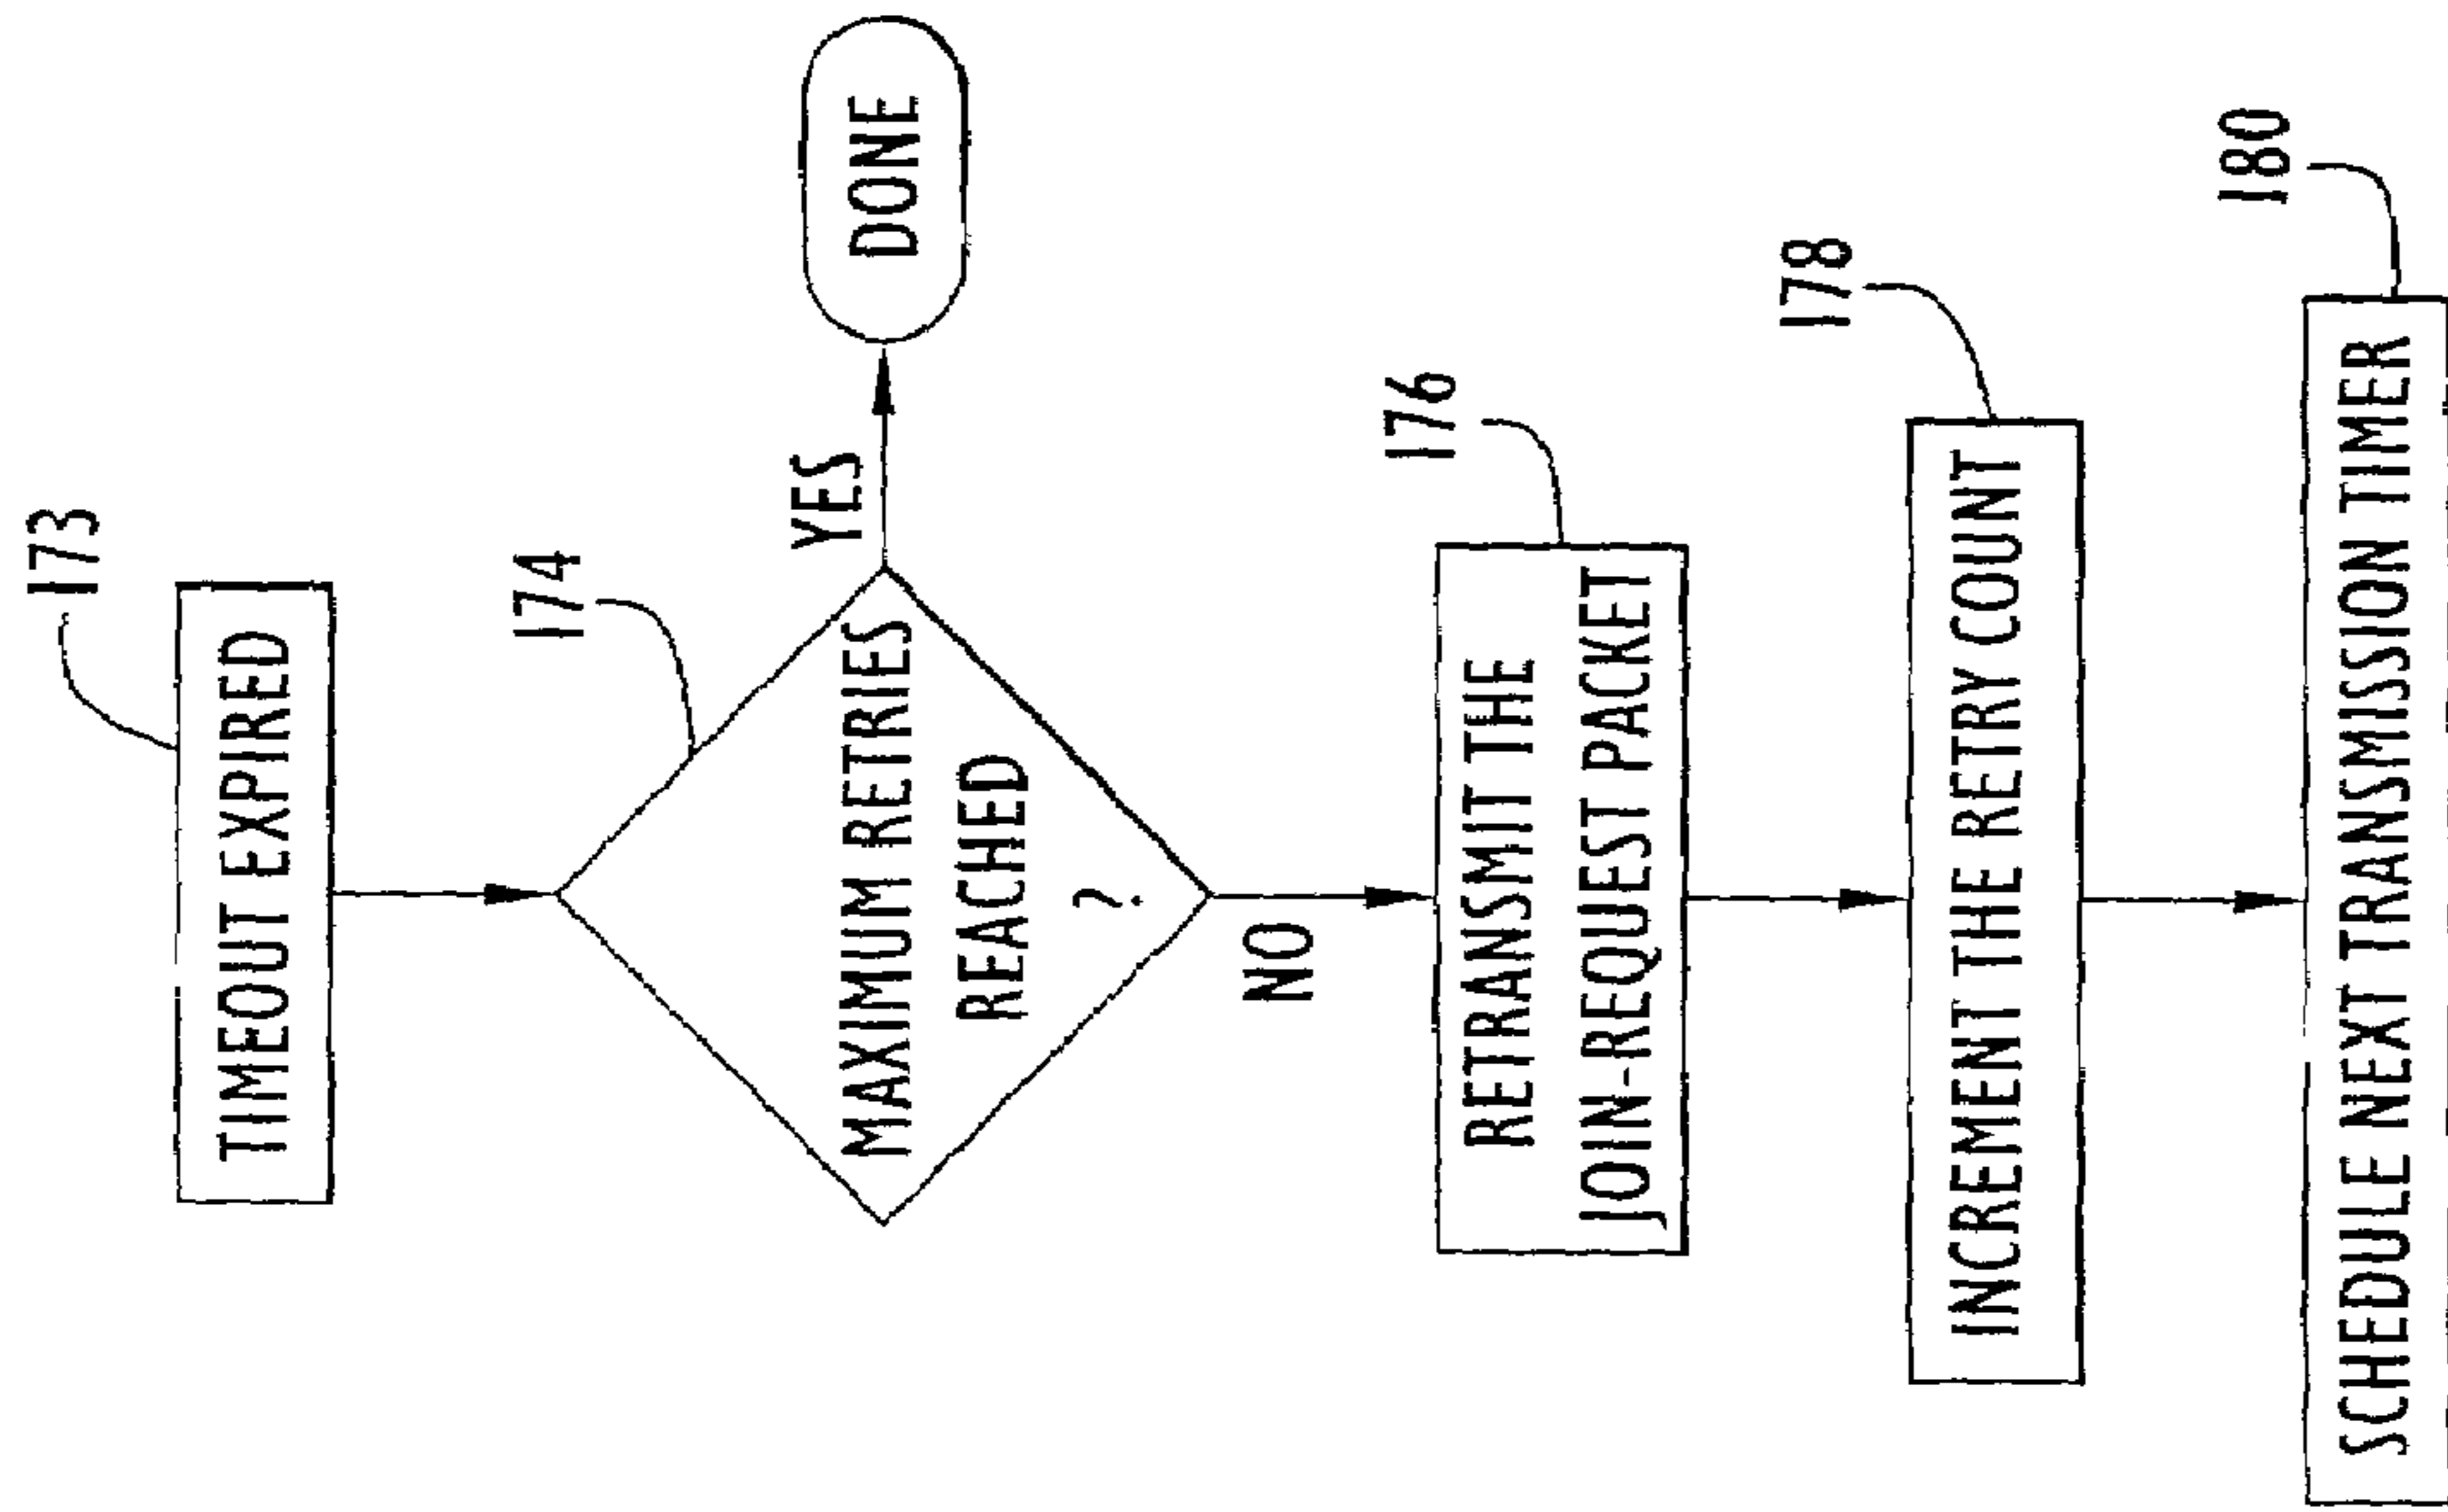 173
TIMEOUT EXPIRED
174
MAXIMUM RETRIES
REACHED
?
YES
DONE
NO
176
RETRANSMIT THE
JOIN-REQUEST PACKET
178
INCREMENT THE RETRY COUNT
180
SCHEDULE NEXT TRANSMISSION TIMER